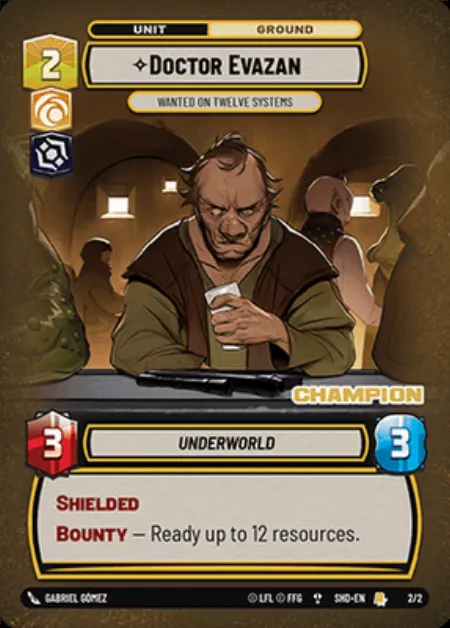 UNIT GROUND
2
DOCTOR EVAZAN
WANTED ON TWELVE SYSTEMS
CHAMPION
3 UNDERWORLD 3
SHIELDED
BOUNTY — Ready up to 12 resources.
GABRIEL GÓMEZ © LFL © FFG SHD•EN 2/2